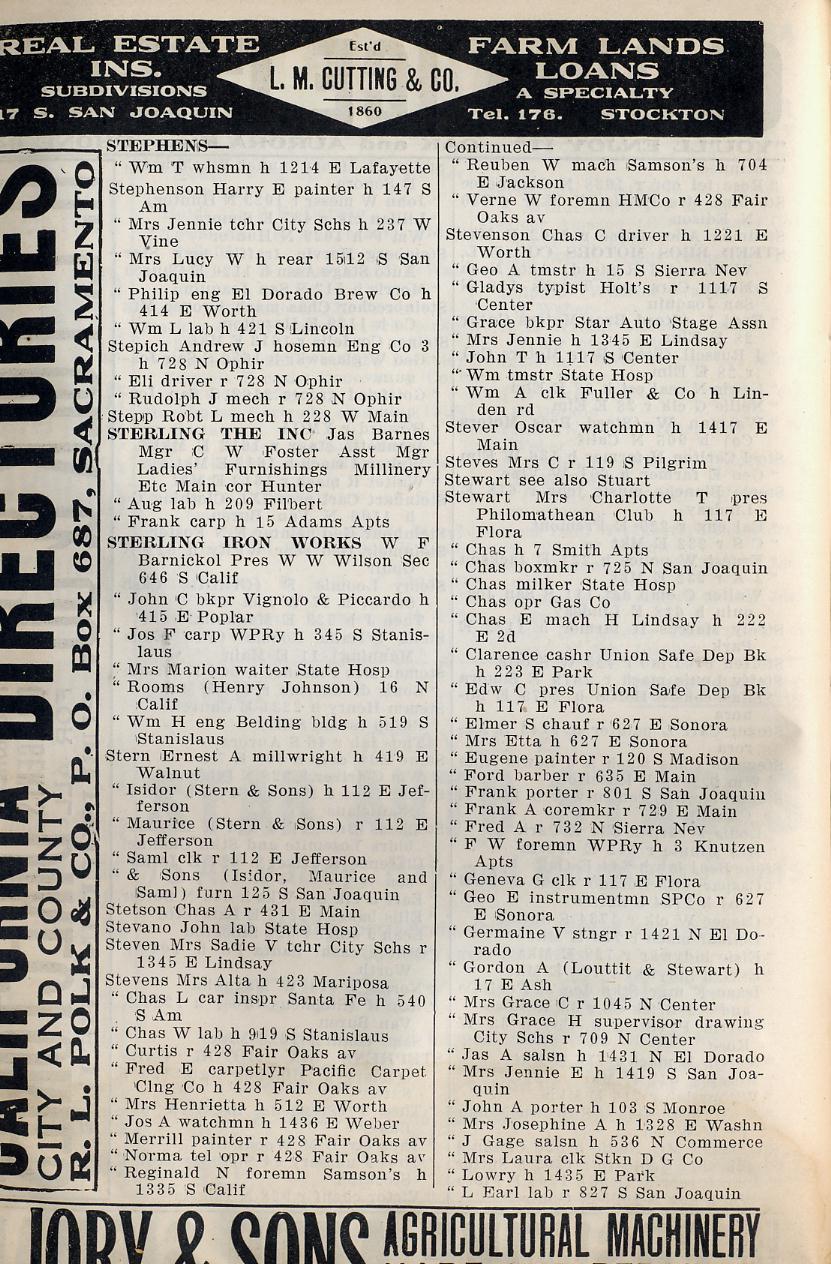 REAL ESTATE
INS.
SUBDIVISIONS
17 S. SAN JOAQUIN
Est'd
L. M. CUTTING & CO.
1860
FARM LANDS
LOANS
A SPECIALTY
Tel. 176. STOCKTON
CALIFORNIA DIRECTORIES
CITY AND COUNTY
R. L. POLK & CO., P. O. Box 687, SACRAMENTO
STEPHENS—
“ Wm T whsmn h 1214 E Lafayette
Stephenson Harry E painter h 147 S
Am
“ Mrs Jennie tchr City Schs h 237 W
Vine
“ Mrs Lucy W h rear 1512 S San
Joaquin
“ Philip eng El Dorado Brew Co h
414 E Worth
“ Wm L lab h 421 S Lincoln
Stepich Andrew J hosemn Eng Co 3
h 728 N Ophir
“ Eli driver r 728 N Ophir
“ Rudolph J mech r 728 N Ophir
Stepp Robt L mech h 228 W Main
STERLING THE INC Jas Barnes
Mgr C W Foster Asst Mgr
Ladies' Furnishings Millinery
Etc Main cor Hunter
“ Aug lab h 209 Filbert
“ Frank carp h 15 Adams Apts
STERLING IRON WORKS W F
Barnickol Pres W W Wilson Sec
646 S Calif
“ John C bkpr Vignolo & Piccardo h
415 E Poplar
“ Jos F carp WPRy h 345 S Stanis-
laus
“ Mrs Marion waiter State Hosp
“ Rooms (Henry Johnson) 16 N
Calif
“ Wm H eng Belding bldg h 519 S
Stanislaus
Stern Ernest A millwright h 419 E
Walnut
“ Isidor (Stern & Sons) h 112 E Jef-
ferson
“ Maurice (Stern & Sons) r 112 E
Jefferson
“ Saml clk r 112 E Jefferson
“ & Sons (Isidor, Maurice and
Saml) furn 125 S San Joaquin
Stetson Chas A r 431 E Main
Stevano John lab State Hosp
Steven Mrs Sadie V tchr City Schs r
1345 E Lindsay
Stevens Mrs Alta h 423 Mariposa
“ Chas L car inspr Santa Fe h 540
S Am
“ Chas W lab h 919 S Stanislaus
“ Curtis r 428 Fair Oaks av
“ Fred E carpetlyr Pacific Carpet
Clng Co h 428 Fair Oaks av
“ Mrs Henrietta h 512 E Worth
“ Jos A watchmn h 1436 E Weber
“ Merrill painter r 428 Fair Oaks av
“ Norma tel opr r 428 Fair Oaks av
“ Reginald N foremn Samson's h
1335 S Calif
Continued—
“ Reuben W mach Samson's h 704
E Jackson
“ Verne W foremn HMCo r 428 Fair
Oaks av
Stevenson Chas C driver h 1221 E
Worth
“ Geo A tmstr h 15 S Sierra Nev
“ Gladys typist Holt's r 1117 S
Center
“ Grace bkpr Star Auto Stage Assn
“ Mrs Jennie h 1345 E Lindsay
“ John T h 1117 S Center
“ Wm tmstr State Hosp
“ Wm A clk Fuller & Co h Lin-
den rd
Stever Oscar watchmn h 1417 E
Main
Steves Mrs C r 119 S Pilgrim
Stewart see also Stuart
Stewart Mrs Charlotte T pres
Philomathean Club h 117 E
Flora
“ Chas h 7 Smith Apts
“ Chas boxmkr r 725 N San Joaquin
“ Chas milker State Hosp
“ Chas opr Gas Co
“ Chas E mach H Lindsay h 222
E 2d
“ Clarence cashr Union Safe Dep Bk
h 223 E Park
“ Edw C pres Union Safe Dep Bk
h 117 E Flora
“ Elmer S chauf r 627 E Sonora
“ Mrs Etta h 627 E Sonora
“ Eugene painter r 120 S Madison
“ Ford barber r 635 E Main
“ Frank porter r 801 S San Joaquin
“ Frank A coremkr r 729 E Main
“ Fred A r 732 N Sierra Nev
“ F W foremn WPRy h 3 Knutzen
Apts
“ Geneva G clk r 117 E Flora
“ Geo E instrumentmn SPCo r 627
E Sonora
“ Germaine V stngr r 1421 N El Do-
rado
“ Gordon A (Louttit & Stewart) h
17 E Ash
“ Mrs Grace C r 1045 N Center
“ Mrs Grace H supervisor drawing
City Schs r 709 N Center
“ Jas A salsn h 1431 N El Dorado
“ Mrs Jennie E h 1419 S San Joa-
quin
“ John A porter h 103 S Monroe
“ Mrs Josephine A h 1328 E Washn
“ J Gage salsn h 536 N Commerce
“ Mrs Laura clk Stkn D G Co
“ Lowry h 1435 E Park
“ L Earl lab r 827 S San Joaquin
JORY & SONS AGRICULTURAL MACHINERY